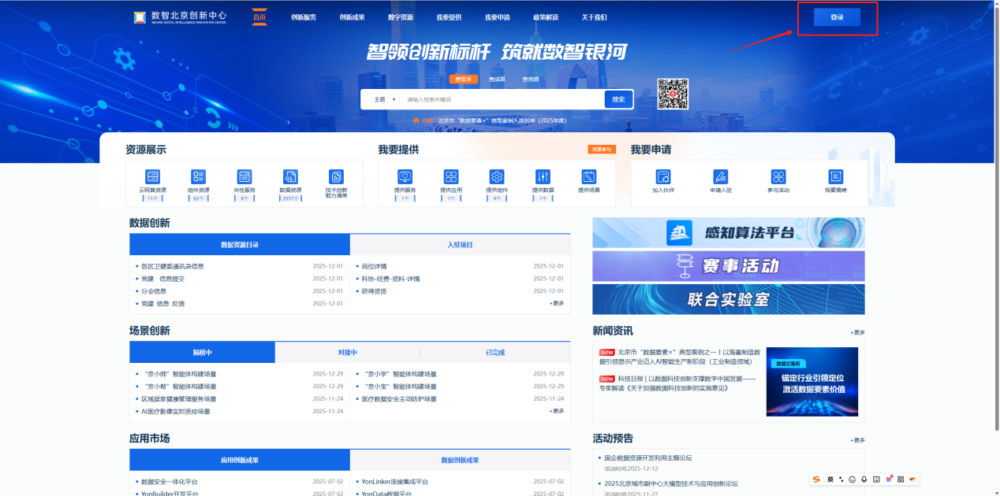 数智北京创新中心
BEIJING DIGITAL INTELLIGENCE INNOVATION CENTER
首页 创新服务 创新成果 数字资源 我要提供 我要申请 政策解读 关于我们
登录
智领创新标杆 筑就数智银河
查需求 查成果 查资源
主题 请输入检索关键词 搜索
北京市“数据要素×”典型案例入选名单（2025年度）
资源展示
云网算资源 组件资源 共性服务 数据资源 技术创新能力清单
11个 62个 8个 2057个
我要提供 我要参与
提供服务 提供应用 提供组件 提供数据 提供场景
1个 1个 9个 1个
我要申请
加入伙伴 申请入驻 参与活动 我要揭榜
数据创新
数据资源目录 入驻项目
各区卫健委通讯录信息 2025-12-01
党建 信息提交 2025-12-01
分会信息 2025-12-01
党建 信息 反馈 2025-12-01
岗位详情 2025-12-01
科协-经费-资料-详情 2025-12-01
获得资质 2025-12-01
+更多
感知算法平台
赛事活动
联合实验室
场景创新
揭榜中 对接中 已完成
“京小师”智能体构建场景 2025-12-29
“京小帮”智能体构建场景 2025-12-29
区域居家健康管理服务场景 2025-11-24
AI医疗影像实时质控场景 2025-11-24
“京小学”智能体构建场景 2025-12-29
“京小宝”智能体构建场景 2025-12-29
医疗数据安全主动防护场景 2025-11-24
+更多
新闻资讯 +更多
new 北京市“数据要素×”典型案例之一丨以海量制造数
据引领显示产业迈入AI智能生产新阶段（工业制造领域）
new 科技日报 | 以数据科技创新支撑数字中国发展——
专家解读《关于加强数据科技创新的实施意见》
数据交易所
锚定行业引领定位
激活数据要素价值
应用市场
应用创新成果 数据创新成果
数据安全一体化平台 2025-07-02
YonBuilder开发平台 2025-07-02
YonLinker连接集成平台 2025-07-02
YonData数据平台 2025-07-02
活动预告 +更多
国企数据资源开发利用主题论坛
活动时间:2025-12-12
2025北京城市副中心大模型技术与应用创新论坛
活动时间:2025-11-27
英